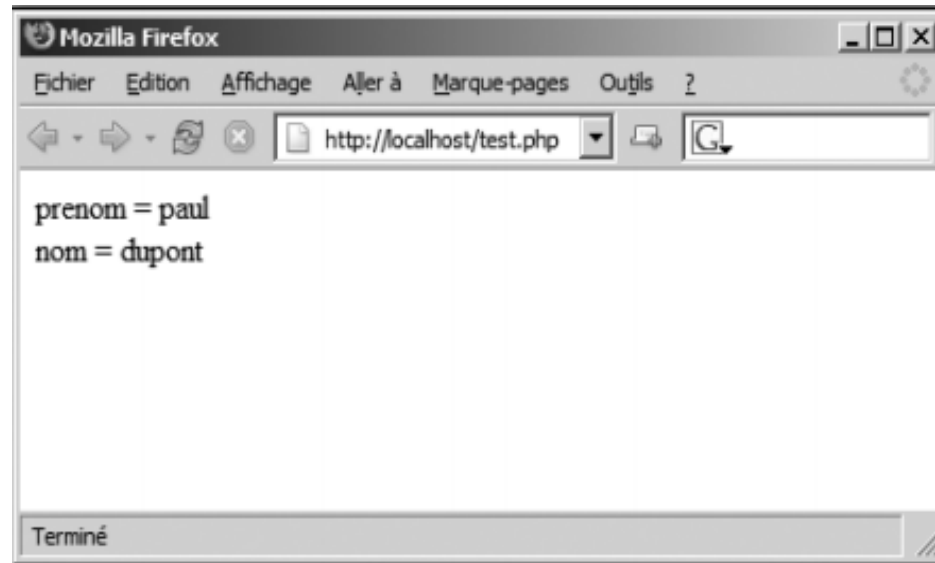 Mozilla Firefox
Fichier Edition Affichage Aller à Marque-pages Outils ?
http://localhost/test.php G
prenom = paul
nom = dupont
Terminé